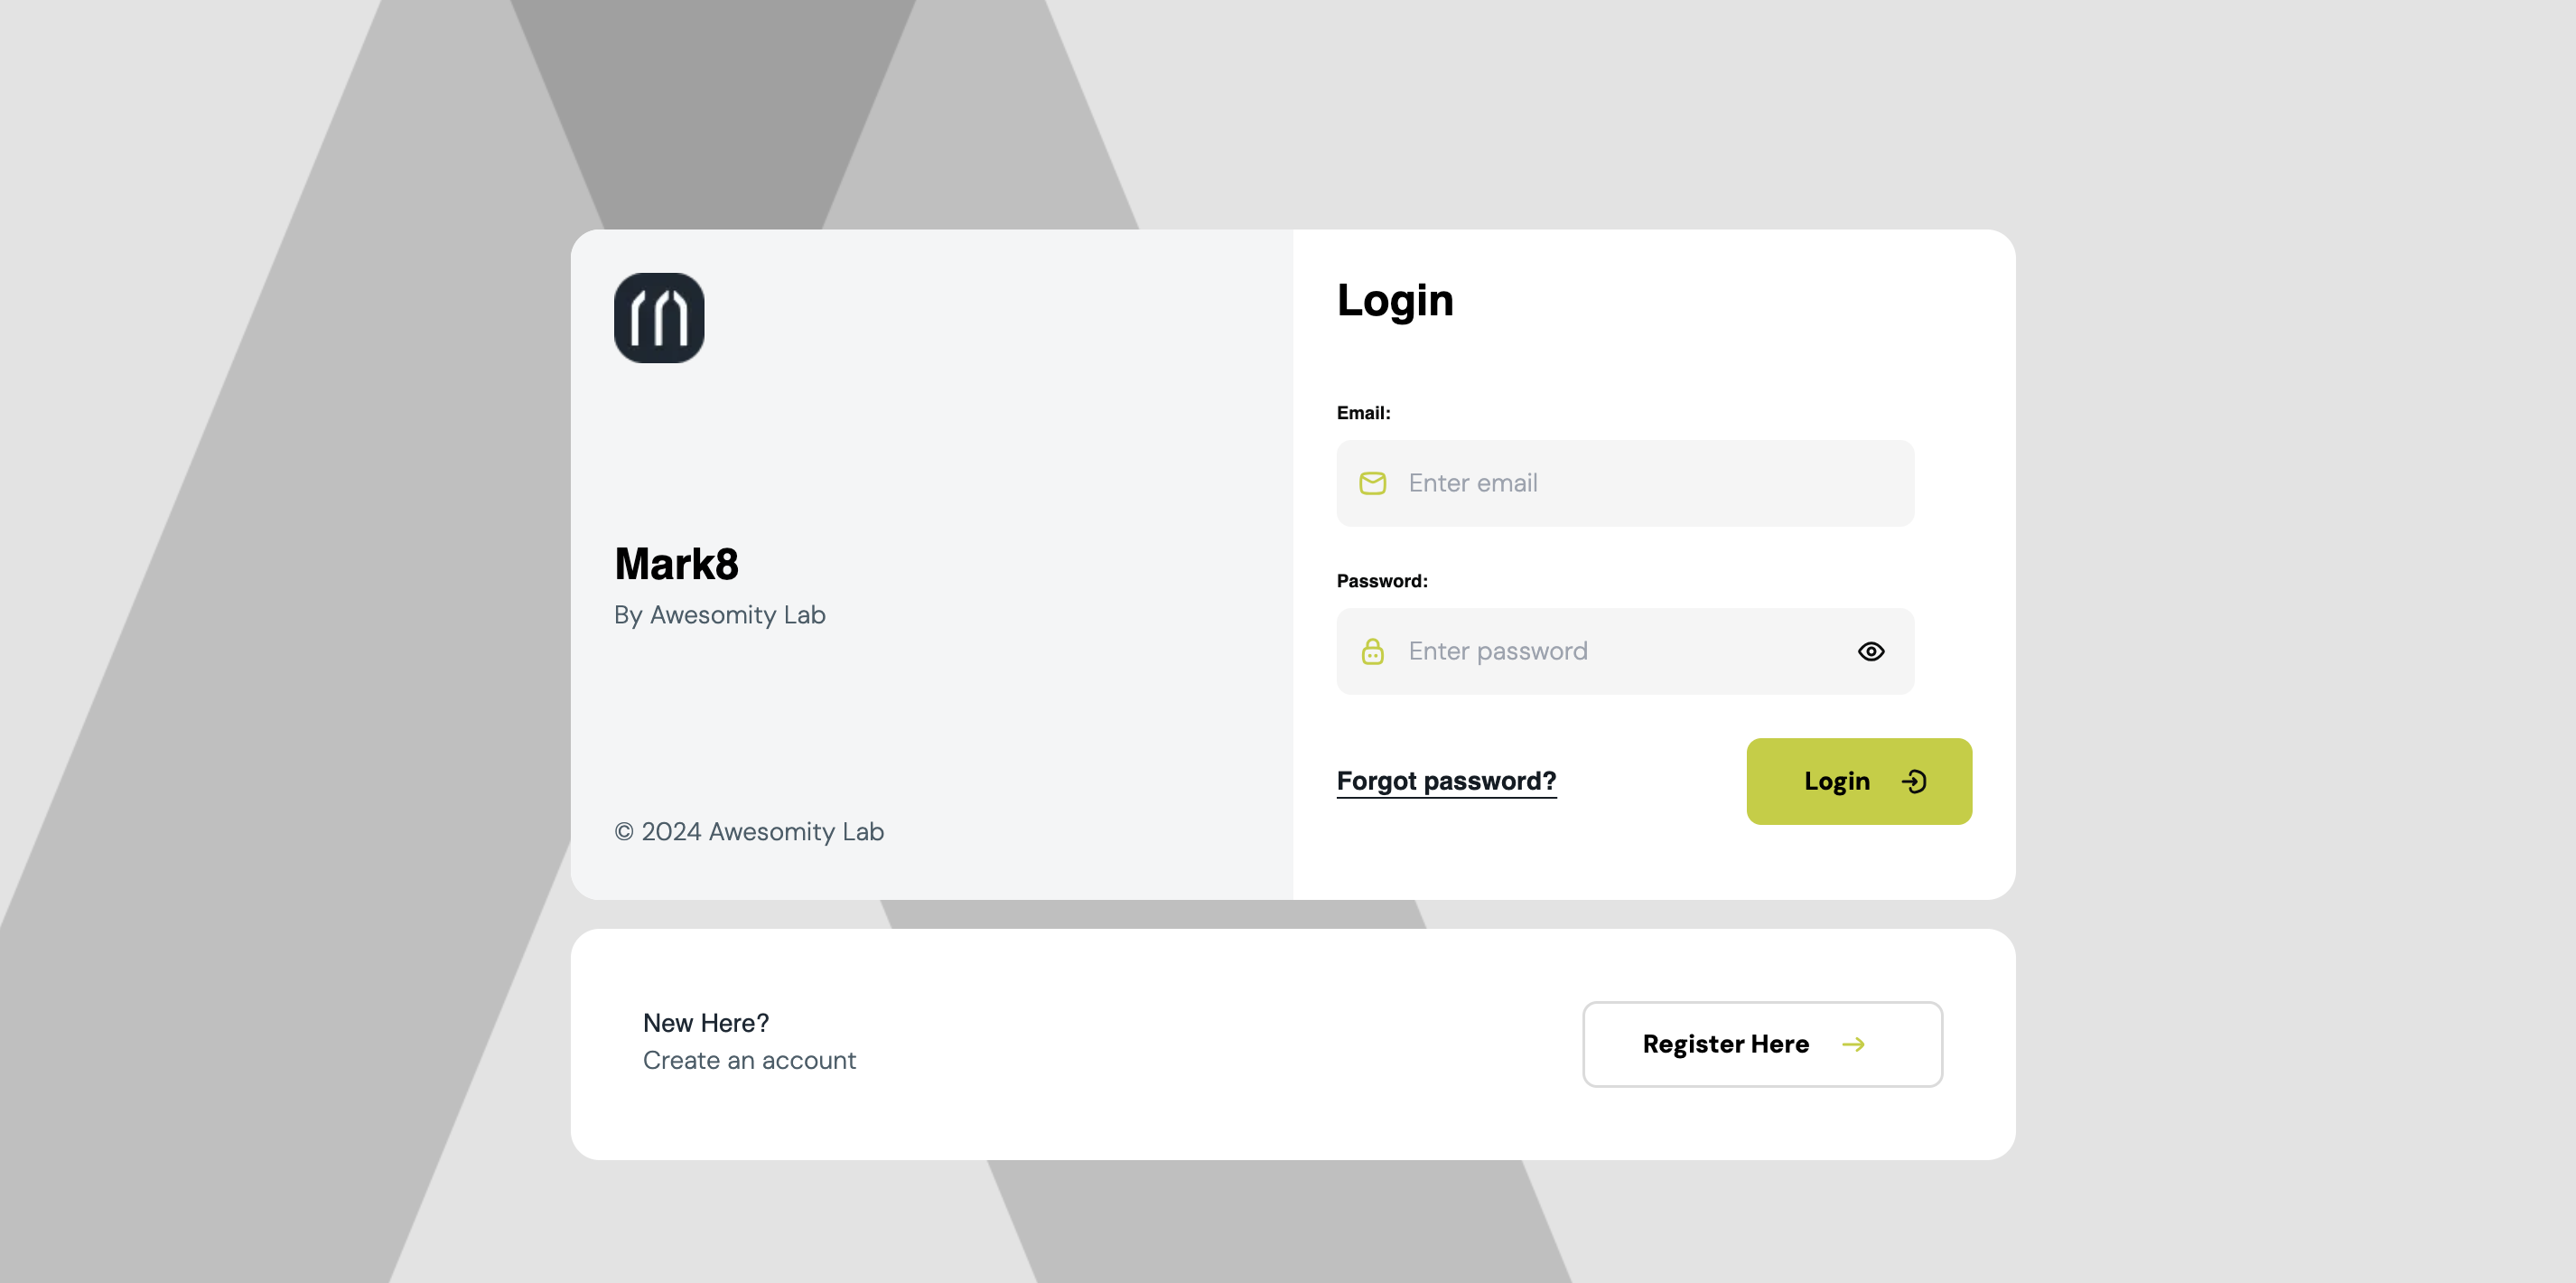 Mark8
By Awesomity Lab
© 2024 Awesomity Lab
Login
Email:
Enter email
Password:
Enter password
Forgot password?
Login
New Here?
Create an account
Register Here